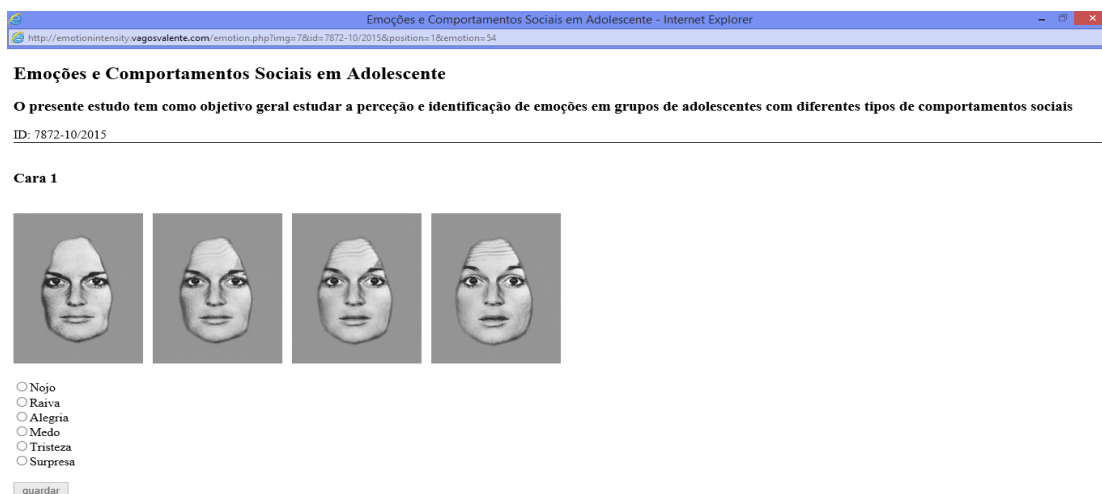 Emoções e Comportamentos Sociais em Adolescente - Internet Explorer
http://emotionintensity.vagosvalente.com/emotion.php?img=7&id=7872-10/2015&position=1&emotion=54
Emoções e Comportamentos Sociais em Adolescente
O presente estudo tem como objetivo geral estudar a perceção e identificação de emoções em grupos de adolescentes com diferentes tipos de comportamentos sociais
ID: 7872-10/2015
Cara 1
Nojo
Raiva
Alegria
Medo
Tristeza
Surpresa
guardar